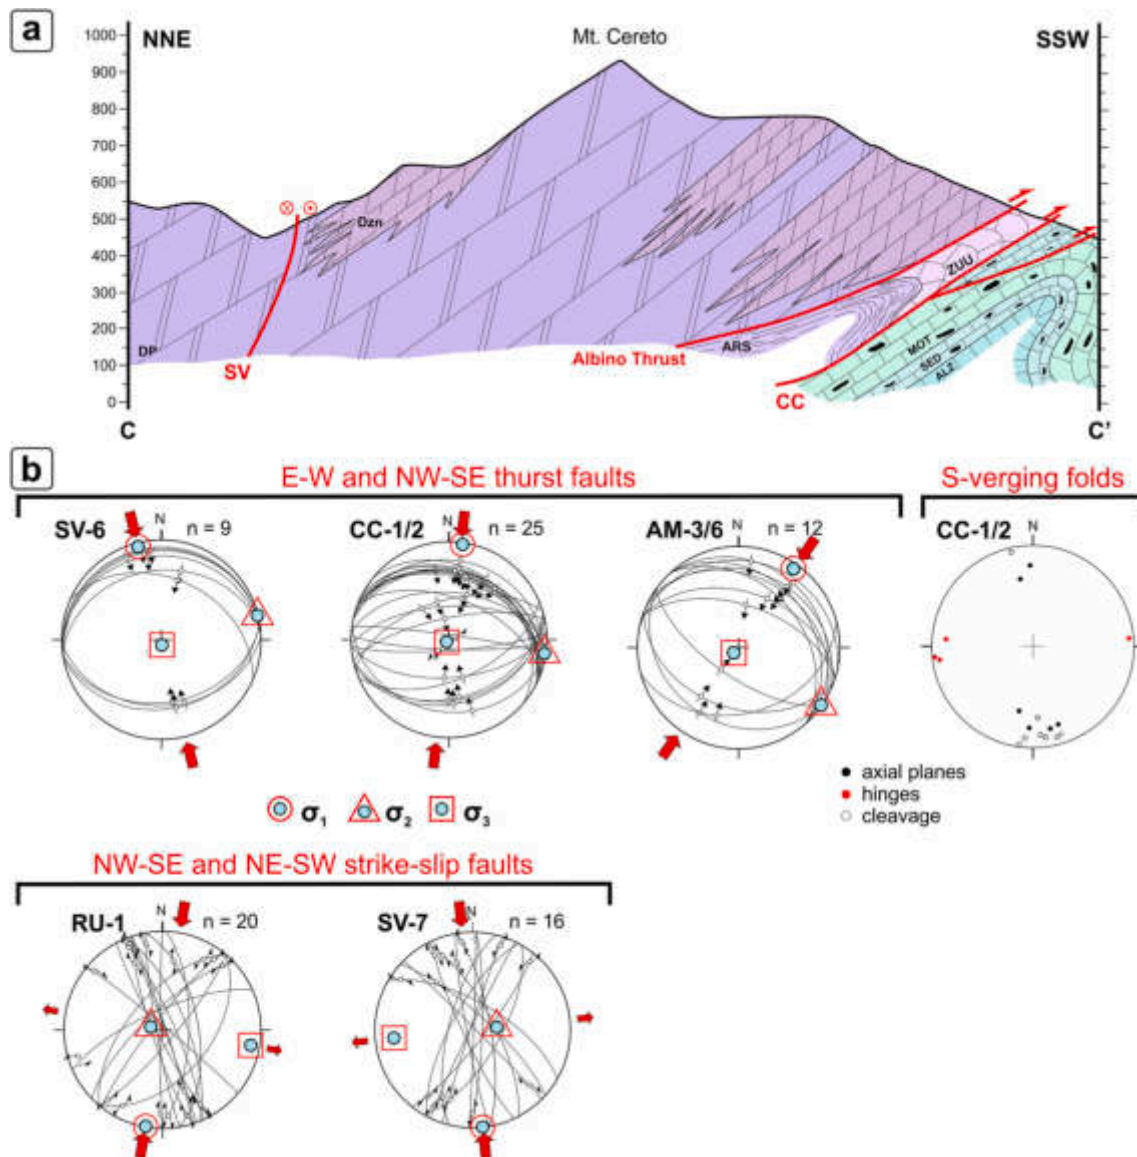 a
NNE
Mt. Cereto
SSW
1000
900
800
700
600
500
400
300
200
100
0
Dzn
ZUU
DP
SV
Albino Thrust
ARS
CC
MOT
SED
ALZ
C
C'
b
E-W and NW-SE thurst faults
S-verging folds
SV-6
N
n = 9
CC-1/2
N
n = 25
AM-3/6
N
n = 12
CC-1/2
N
axial planes
hinges
cleavage
σ1
σ2
σ3
NW-SE and NE-SW strike-slip faults
RU-1
N
n = 20
SV-7
N
n = 16